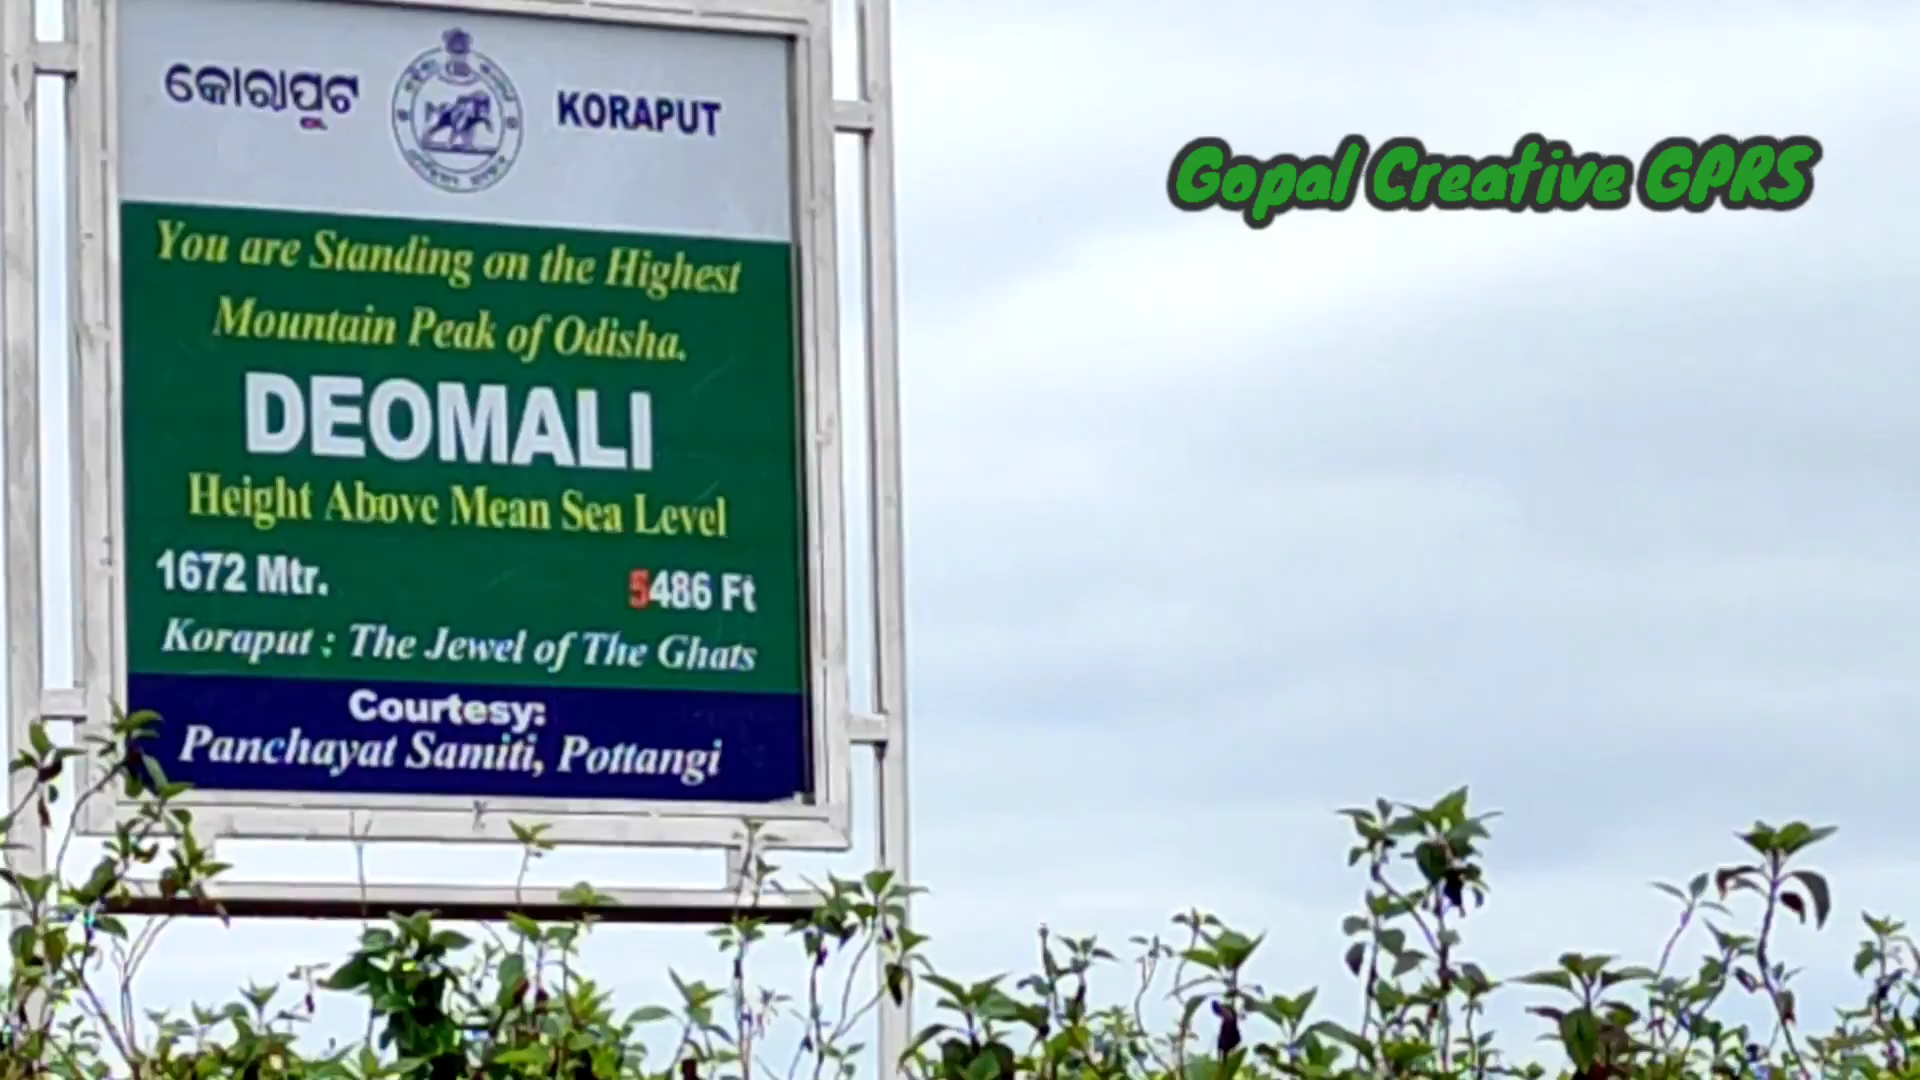 କୋରାପୁଟ
KORAPUT
You are Standing on the Highest
Mountain Peak of Odisha.
DEOMALI
Height Above Mean Sea Level
1672 Mtr. 5486 Ft
Koraput : The Jewel of The Ghats
Courtesy:
Panchayat Samiti, Pottangi
Gopal Creative GPRS